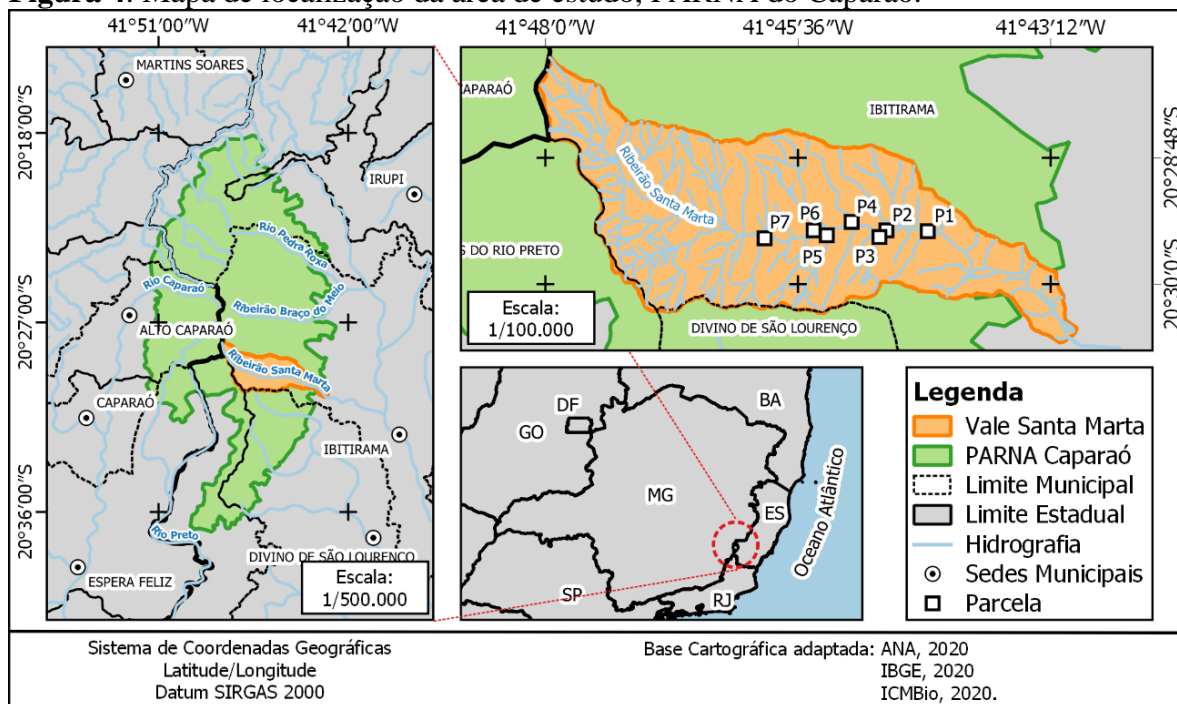 Figura 4. Mapa de localização da área de estudo, PARNA do Caparaó.
41°51'00"W
41°42'00"W
20°18'00"S
20°27'00"S
20°36'00"S
MARTINS SOARES
IRUPI
Rio Pedra Roxa
Rio Caparaó
Ribeirão Braço do Meio
ALTO CAPARAÓ
Ribeirão Santa Marta
CAPARAÓ
IBITIRAMA
Rio Preto
DIVINO DE SÃO LOURENÇO
ESPERA FELIZ
Escala:
1/500.000
41°48'00"W
41°45'36"W
41°43'12"W
20°28'48"S
20°30'00"S
APARAÓ
IBITIRAMA
Ribeirão Santa Marta
P4
P6
P2
P1
P7
P5
P3
S DO RIO PRETO
DIVINO DE SÃO LOURENÇO
Escala:
1/100.000
DF
BA
GO
MG
ES
SP
RJ
Oceano Atlântico
Legenda
Vale Santa Marta
PARNA Caparaó
Limite Municipal
Limite Estadual
Hidrografia
Sedes Municipais
Parcela
Sistema de Coordenadas Geográficas
Latitude/Longitude
Datum SIRGAS 2000
Base Cartográfica adaptada: ANA, 2020
IBGE, 2020
ICMBio, 2020.